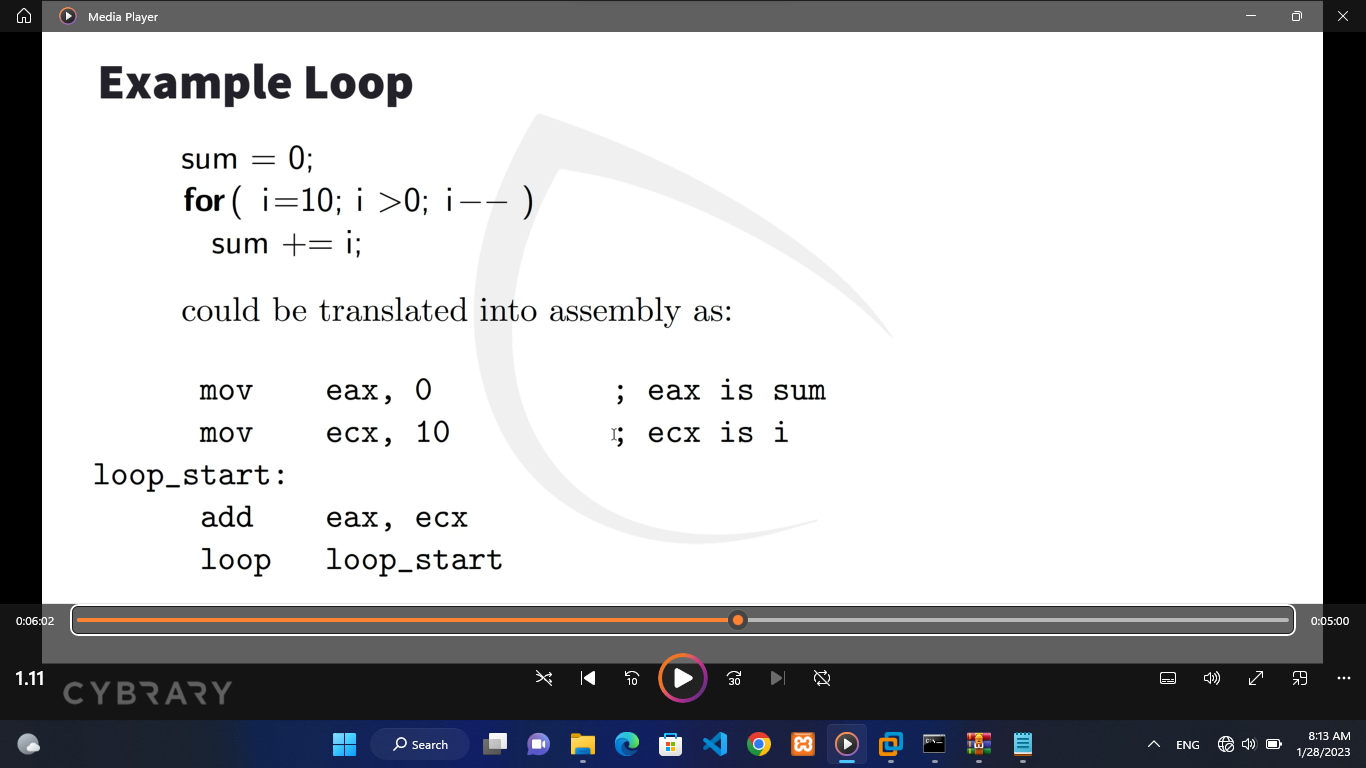 Media Player
Example Loop
sum = 0;
for( i=10; i >0; i−− )
sum += i;
could be translated into assembly as:
mov eax, 0 ; eax is sum
mov ecx, 10 ; ecx is i
loop_start:
add eax, ecx
loop loop_start
0:06:02 0:05:00
10 30
1.11 CYBRARY
Search ENG 8:13 AM
1/28/2023